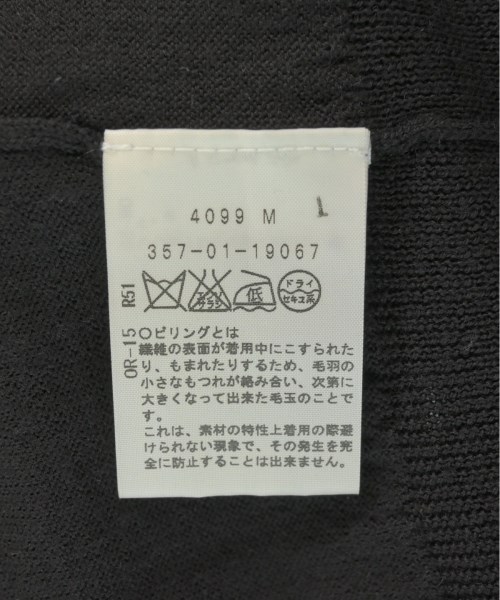 4099 M L
357-01-19067
R51
エンソ
サラシ
低
ドライ
セキユ系
OR-15
○ピリングとは
繊維の表面が着用中にこすられた
り、もまれたりするため、毛羽の
小さなもつれが絡み合い、次第に
大きくなって出来た毛玉のことで
す。
これは、素材の特性上着用の際避
けられない現象で、その発生を完
全に防止することは出来ません。